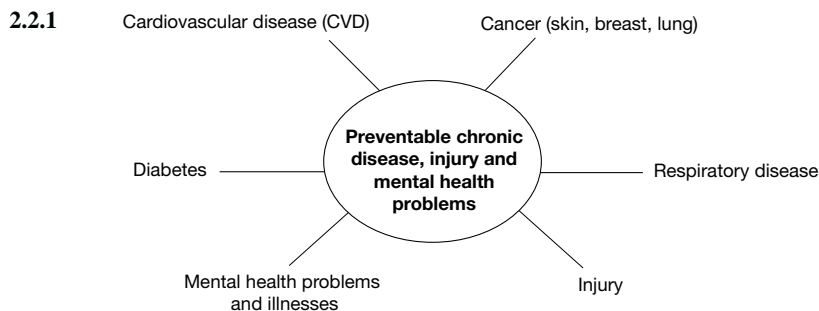 2.2.1
Cardiovascular disease (CVD)
Cancer (skin, breast, lung)
Preventable chronic
disease, injury and
mental health
problems
Diabetes
Respiratory disease
Mental health problems
and illnesses
Injury